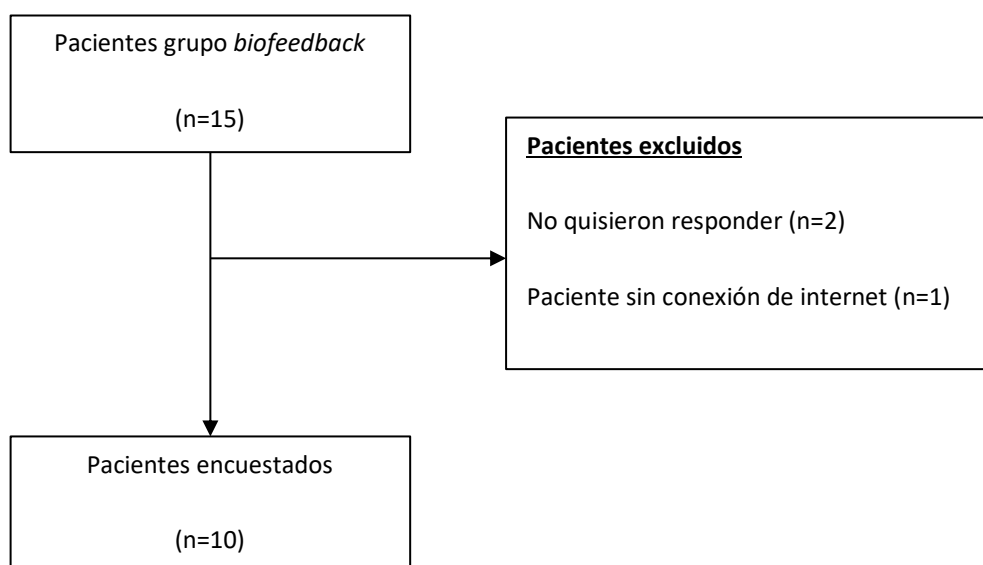 Pacientes grupo biofeedback
(n=15)
Pacientes excluidos
No quisieron responder (n=2)
Paciente sin conexión de internet (n=1)
Pacientes encuestados
(n=10)